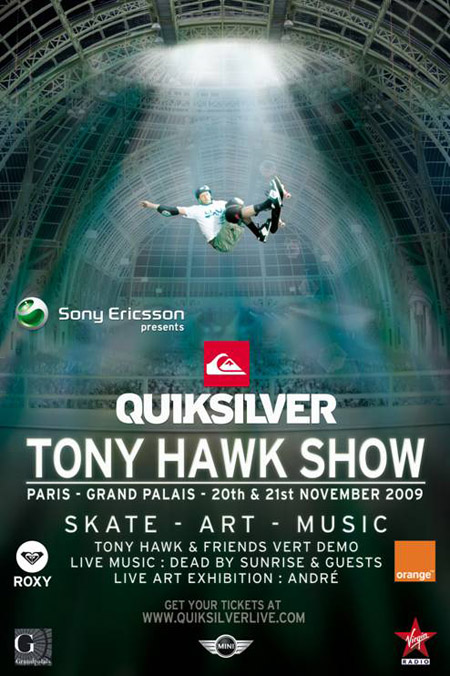 Sony Ericsson
presents
QUIKSILVER
TONY HAWK SHOW
PARIS - GRAND PALAIS - 20th & 21st NOVEMBER 2009
SKATE - ART - MUSIC
TONY HAWK & FRIENDS VERT DEMO
LIVE MUSIC : DEAD BY SUNRISE & GUESTS
LIVE ART EXHIBITION : ANDRÉ
ROXY
orange™
GET YOUR TICKETS AT
WWW.QUIKSILVERLIVE.COM
G
Grandpalais
MINI
Virgin
RADIO